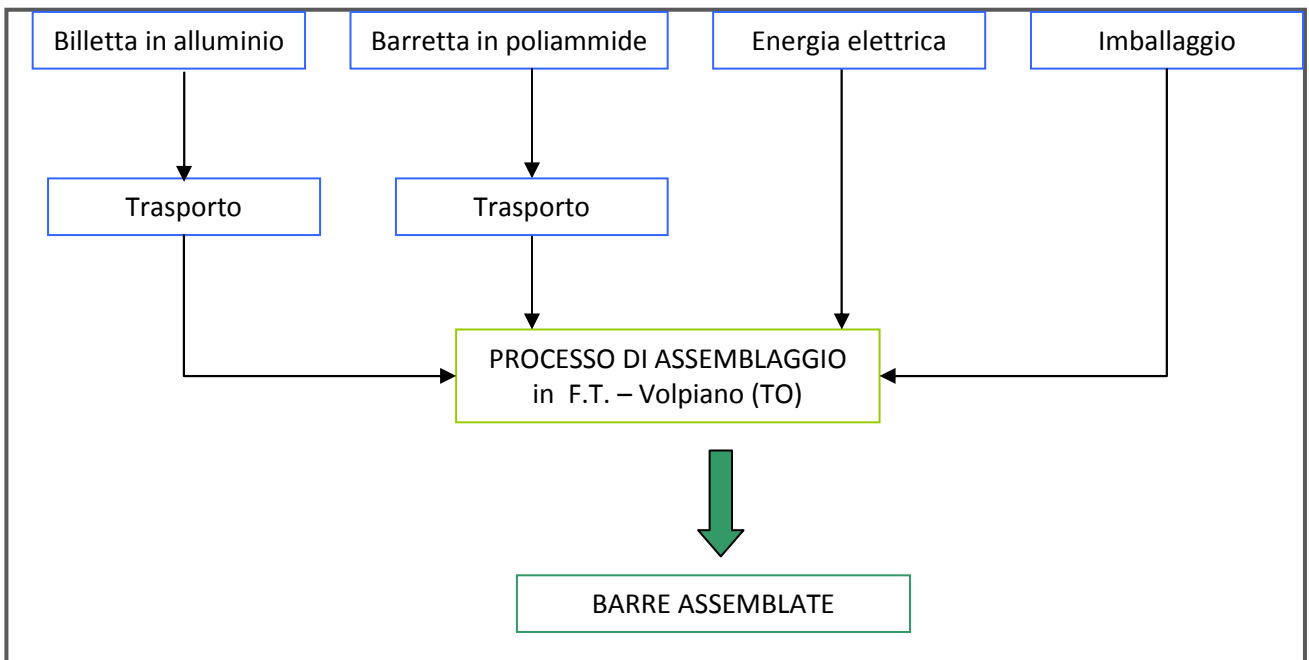 Billetta in alluminio
Barretta in poliammide
Energia elettrica
Imballaggio
Trasporto
Trasporto
PROCESSO DI ASSEMBLAGGIO
in F.T. – Volpiano (TO)
BARRE ASSEMBLATE